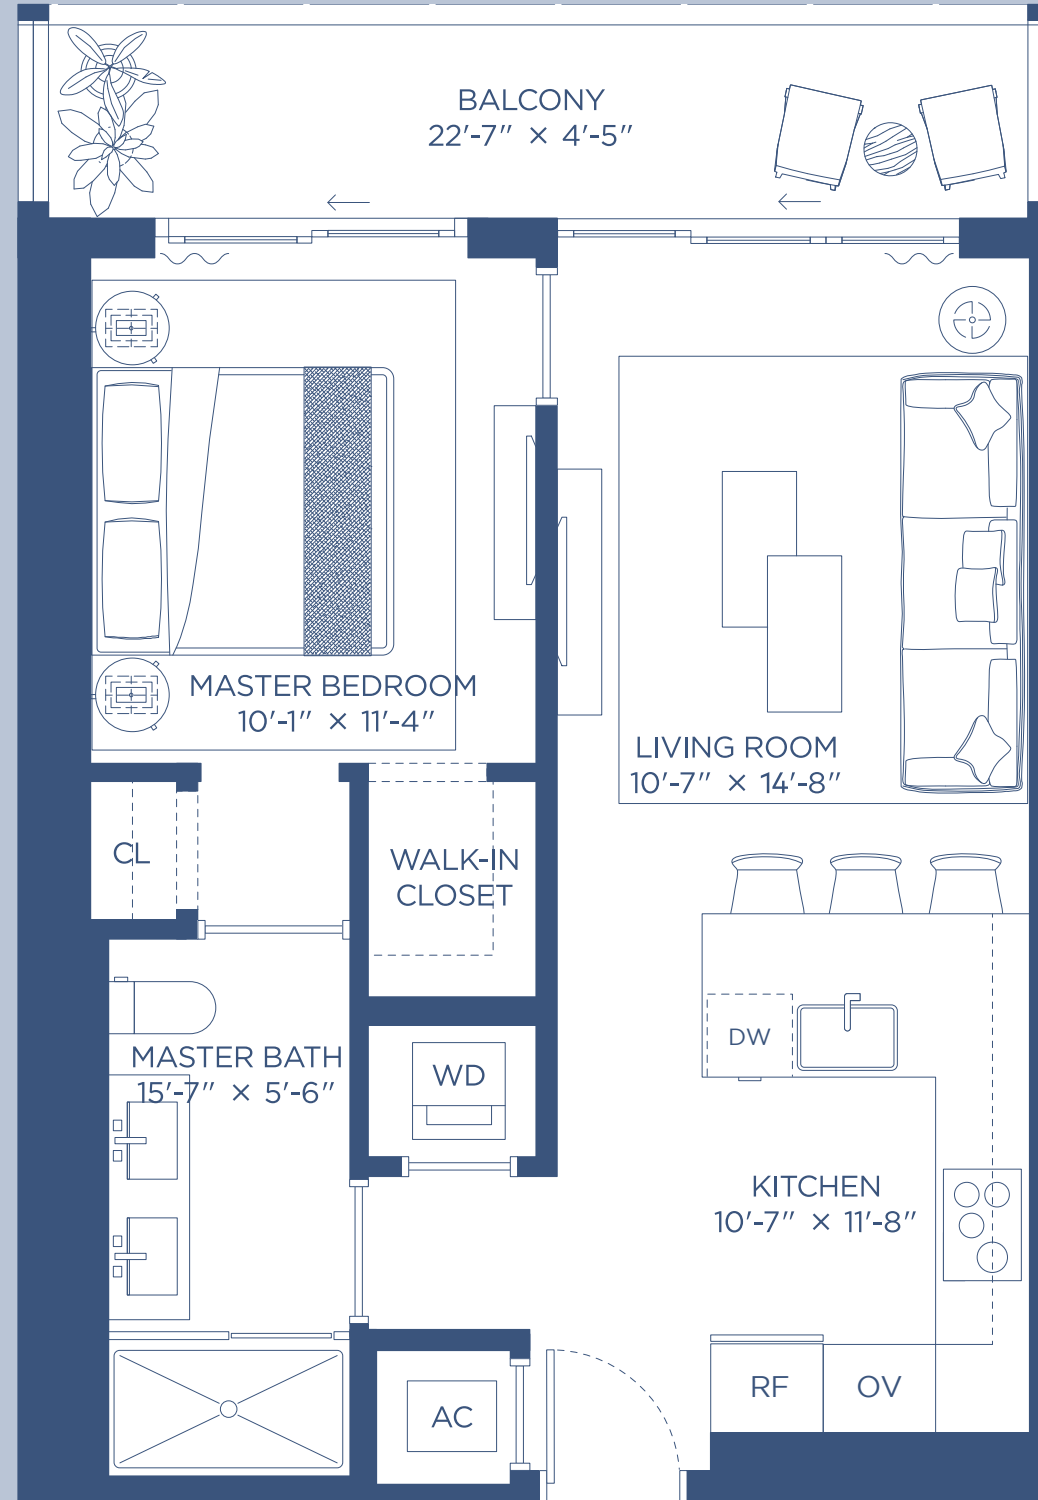 BALCONY
22'-7" × 4'-5"
MASTER BEDROOM
10'-1" × 11'-4"
LIVING ROOM
10'-7" × 14'-8"
CL
WALK-IN
CLOSET
DW
MASTER BATH
15'-7" × 5'-6"
WD
KITCHEN
10'-7" × 11'-8"
RF
OV
AC